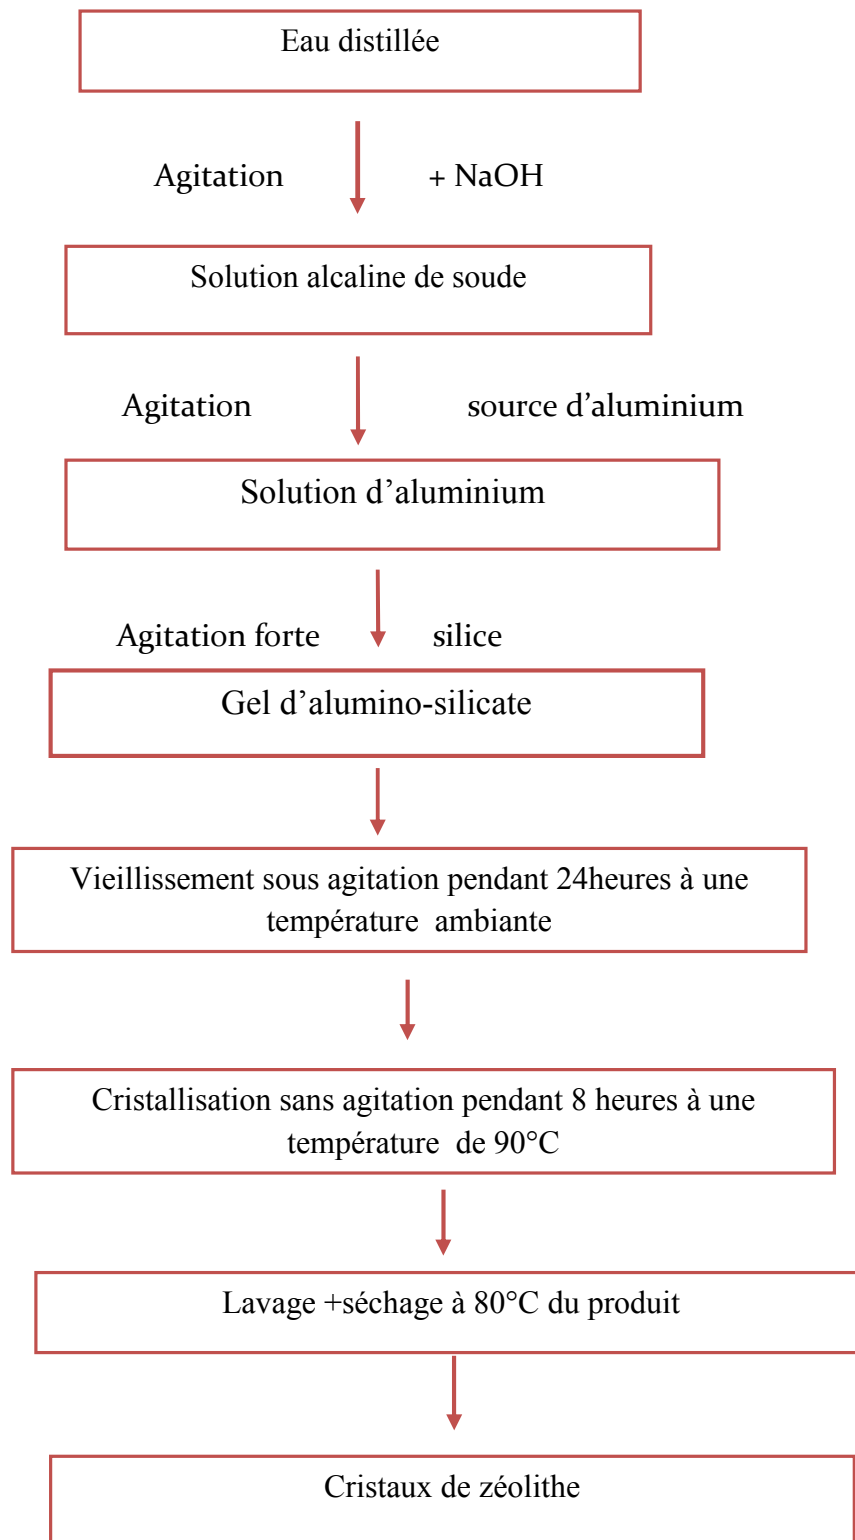 Eau distillée
Agitation + NaOH
Solution alcaline de soude
Agitation source d’aluminium
Solution d’aluminium
Agitation forte silice
Gel d’alumino-silicate
Vieillissement sous agitation pendant 24heures à une
température ambiante
Cristallisation sans agitation pendant 8 heures à une
température de 90°C
Lavage +séchage à 80°C du produit
Cristaux de zéolithe